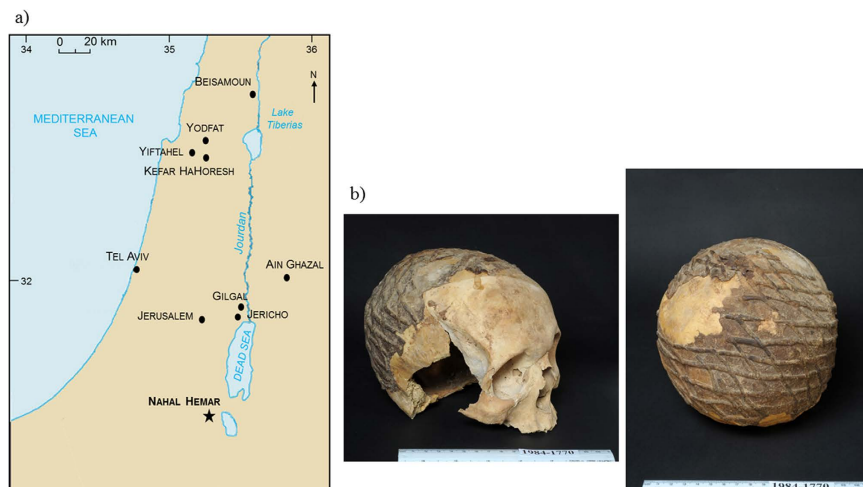 a)
34
35
36
0 20 km
N
BEISAMOUN
MEDITERRANEAN
SEA
Lake
Tiberias
YODFAT
YIFTAHEL
KEFAR HAHORESH
b)
Jourdan
TEL AVIV
AIN GHAZAL
32
GILGAL
JERUSALEM
JERICHO
DEAD SEA
NAHAL HEMAR
1984-1770
1984-1770